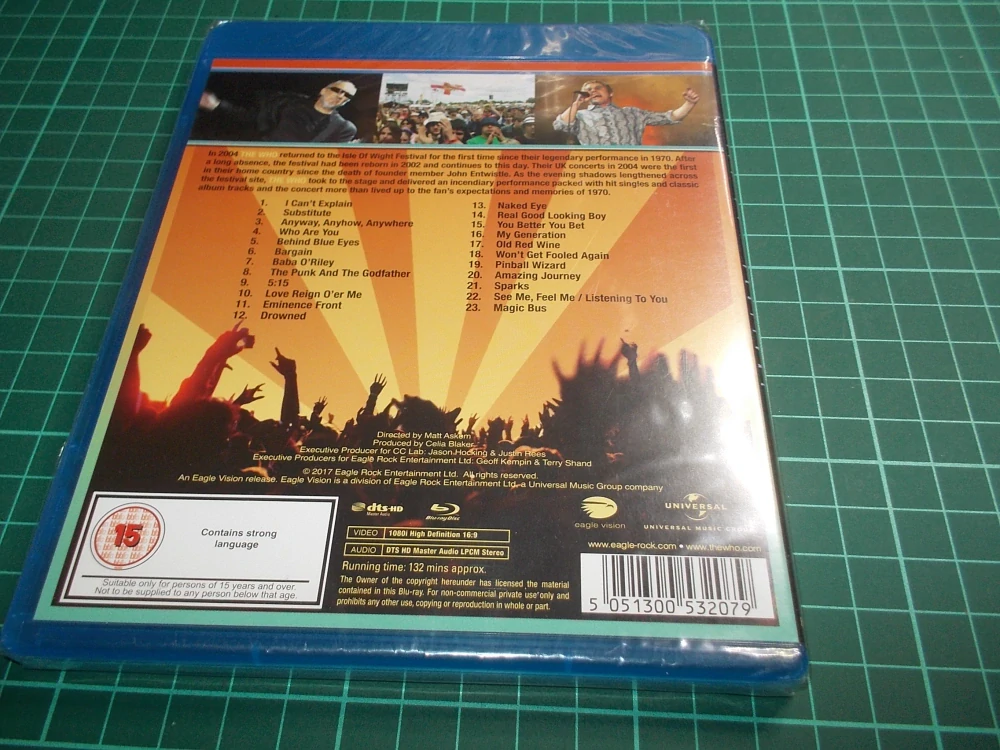 In 2004 THE WHO returned to the Isle Of Wight Festival for the first time since their legendary performance in 1970. After
a long absence, the festival had been reborn in 2002 and continues to this day. Their UK concerts in 2004 were the first
in their home country since the death of founder member John Entwistle. As the evening shadows lengthened across
the festival site, THE WHO took to the stage and delivered an incendiary performance packed with hit singles and classic
album tracks and the concert more than lived up to the fan's expectations and memories of 1970.
1. I Can't Explain
2. Substitute
3. Anyway, Anyhow, Anywhere
4. Who Are You
5. Behind Blue Eyes
6. Bargain
7. Baba O'Riley
8. The Punk And The Godfather
9. 5:15
10. Love Reign O'er Me
11. Eminence Front
12. Drowned
13. Naked Eye
14. Real Good Looking Boy
15. You Better You Bet
16. My Generation
17. Old Red Wine
18. Won't Get Fooled Again
19. Pinball Wizard
20. Amazing Journey
21. Sparks
22. See Me, Feel Me / Listening To You
23. Magic Bus
Directed by Matt Askem
Produced by Celia Blaker
Executive Producer for CC Lab: Jason Hocking & Justin Rees
Executive Producers for Eagle Rock Entertainment Ltd: Geoff Kempin & Terry Shand
© 2017 Eagle Rock Entertainment Ltd. All rights reserved.
An Eagle Vision release. Eagle Vision is a division of Eagle Rock Entertainment Ltd, a Universal Music Group company
15
Contains strong
language
Suitable only for persons of 15 years and over.
Not to be supplied to any person below that age.
dts-HD
Master Audio
Blu-ray Disc
VIDEO 1080i High Definition 16:9
AUDIO DTS HD Master Audio LPCM Stereo
Running time: 132 mins approx.
The Owner of the copyright hereunder has licensed the material
contained in this Blu-ray. For non-commercial private use only and
prohibits any other use, copying or reproduction in whole or part.
eagle vision
UNIVERSAL
UNIVERSAL MUSIC
www.eagle-rock.com • www.thewho.com
5 051300 532079